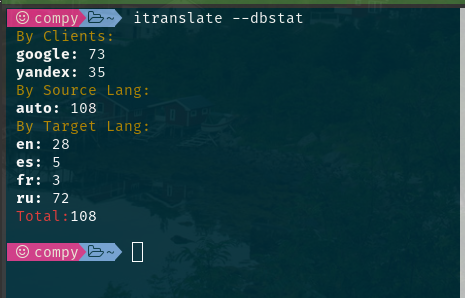 compy ~ itranslate --dbstat
By Clients:
google: 73
yandex: 35
By Source Lang:
auto: 108
By Target Lang:
en: 28
es: 5
fr: 3
ru: 72
Total:108
compy ~